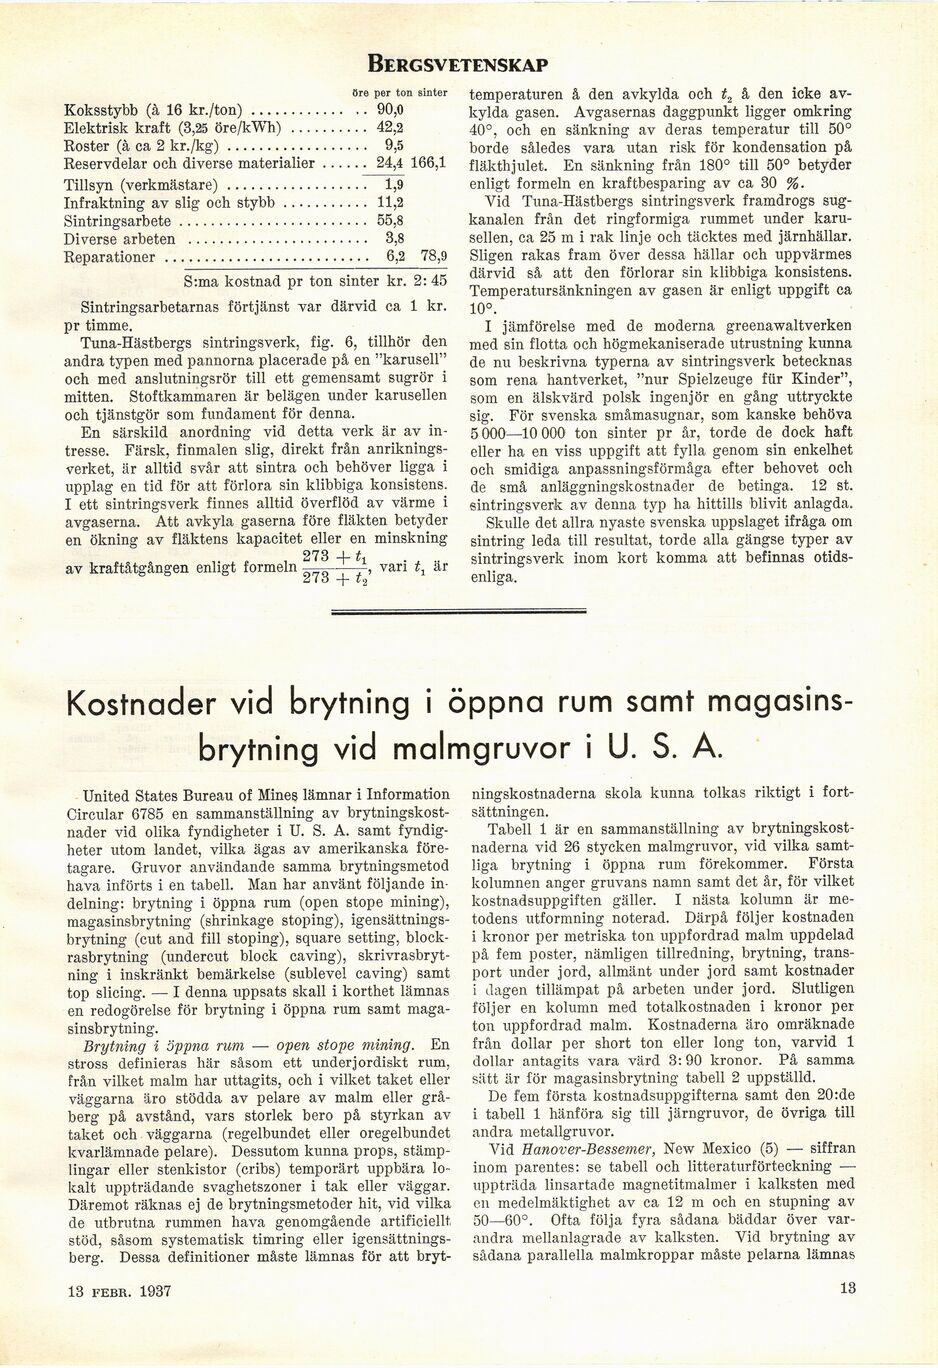 BERGSVETENSKAP
öre per ton sinter
Koksstybb (à 16 kr./ton) .............. 90,0
Elektrisk kraft (3,25 öre/kWh) .......... 42,2
Roster (à ca 2 kr./kg) ................. 9,5
Reservdelar och diverse materialier ...... 24,4 166,1
Tillsyn (verkmästare) ................. 1,9
Infraktning av slig och stybb ........... 11,2
Sintringsarbete ....................... 55,8
Diverse arbeten ...................... 3,8
Reparationer ......................... 6,2 78,9
S:ma kostnad pr ton sinter kr. 2: 45
Sintringsarbetarnas förtjänst var därvid ca 1 kr.
pr timme.
Tuna-Hästbergs sintringsverk, fig. 6, tillhör den
andra typen med pannorna placerade på en ”karusell”
och med anslutningsrör till ett gemensamt sugrör i
mitten. Stoftkammaren är belägen under karusellen
och tjänstgör som fundament för denna.
En särskild anordning vid detta verk är av in-
tresse. Färsk, finmalen slig, direkt från anriknings-
verket, är alltid svår att sintra och behöver ligga i
upplag en tid för att förlora sin klibbiga konsistens.
I ett sintringsverk finnes alltid överflöd av värme i
avgaserna. Att avkyla gaserna före fläkten betyder
en ökning av fläktens kapacitet eller en minskning
av kraftåtgången enligt formeln (273 + t₁)/(273 + t₂), vari t₁ är
temperaturen å den avkylda och t₂ å den icke av-
kylda gasen. Avgasernas daggpunkt ligger omkring
40°, och en sänkning av deras temperatur till 50°
borde således vara utan risk för kondensation på
fläkthjulet. En sänkning från 180° till 50° betyder
enligt formeln en kraftbesparing av ca 30 %.
Vid Tuna-Hästbergs sintringsverk framdrogs sug-
kanalen från det ringformiga rummet under karu-
sellen, ca 25 m i rak linje och täcktes med järnhällar.
Sligen rakas fram över dessa hällar och uppvärmes
därvid så att den förlorar sin klibbiga konsistens.
Temperatursänkningen av gasen är enligt uppgift ca
10°.
I jämförelse med de moderna greenawaltverken
med sin flotta och högmekaniserade utrustning kunna
de nu beskrivna typerna av sintringsverk betecknas
som rena hantverket, ”nur Spielzeuge für Kinder”,
som en älskvärd polsk ingenjör en gång uttryckte
sig. För svenska småmasugnar, som kanske behöva
5 000—10 000 ton sinter pr år, torde de dock haft
eller ha en viss uppgift att fylla genom sin enkelhet
och smidiga anpassningsförmåga efter behovet och
de små anläggningskostnader de betinga. 12 st.
sintringsverk av denna typ ha hittills blivit anlagda.
Skulle det allra nyaste svenska uppslaget ifråga om
sintring leda till resultat, torde alla gängse typer av
sintringsverk inom kort komma att befinnas otids-
enliga.
Kostnader vid brytning i öppna rum samt magasins-
brytning vid malmgruvor i U. S. A.
United States Bureau of Mines lämnar i Information
Circular 6785 en sammanställning av brytningskost-
nader vid olika fyndigheter i U. S. A. samt fyndig-
heter utom landet, vilka ägas av amerikanska före-
tagare. Gruvor användande samma brytningsmetod
hava införts i en tabell. Man har använt följande in-
delning: brytning i öppna rum (open stope mining),
magasinsbrytning (shrinkage stoping), igensättnings-
brytning (cut and fill stoping), square setting, block-
rasbrytning (undercut block caving), skrivrasbryt-
ning i inskränkt bemärkelse (sublevel caving) samt
top slicing. — I denna uppsats skall i korthet lämnas
en redogörelse för brytning i öppna rum samt maga-
sinsbrytning.
Brytning i öppna rum — open stope mining. En
stross definieras här såsom ett underjordiskt rum,
från vilket malm har uttagits, och i vilket taket eller
väggarna äro stödda av pelare av malm eller grå-
berg på avstånd, vars storlek bero på styrkan av
taket och väggarna (regelbundet eller oregelbundet
kvarlämnade pelare). Dessutom kunna props, stämp-
lingar eller stenkistor (cribs) temporärt uppbära lo-
kalt uppträdande svaghetszoner i tak eller väggar.
Däremot räknas ej de brytningsmetoder hit, vid vilka
de utbrutna rummen hava genomgående artificiellt
stöd, såsom systematisk timring eller igensättnings-
berg. Dessa definitioner måste lämnas för att bryt-
ningskostnaderna skola kunna tolkas riktigt i fort-
sättningen.
Tabell 1 är en sammanställning av brytningskost-
naderna vid 26 stycken malmgruvor, vid vilka samt-
liga brytning i öppna rum förekommer. Första
kolumnen anger gruvans namn samt det år, för vilket
kostnadsuppgiften gäller. I nästa kolumn är me-
todens utformning noterad. Därpå följer kostnaden
i kronor per metriska ton uppfordrad malm uppdelad
på fem poster, nämligen tillredning, brytning, trans-
port under jord, allmänt under jord samt kostnader
i dagen tillämpat på arbeten under jord. Slutligen
följer en kolumn med totalkostnaden i kronor per
ton uppfordrad malm. Kostnaderna äro omräknade
från dollar per short ton eller long ton, varvid 1
dollar antagits vara värd 3: 90 kronor. På samma
sätt är för magasinsbrytning tabell 2 uppställd.
De fem första kostnadsuppgifterna samt den 20:de
i tabell 1 hänföra sig till järngruvor, de övriga till
andra metallgruvor.
Vid Hanover-Bessemer, New Mexico (5) — siffran
inom parentes: se tabell och litteraturförteckning —
uppträda linsartade magnetitmalmer i kalksten med
en medelmäktighet av ca 12 m och en stupning av
50—60°. Ofta följa fyra sådana bäddar över var-
andra mellanlagrade av kalksten. Vid brytning av
sådana parallella malmkroppar måste pelarna lämnas
13 FEBR. 1937
13